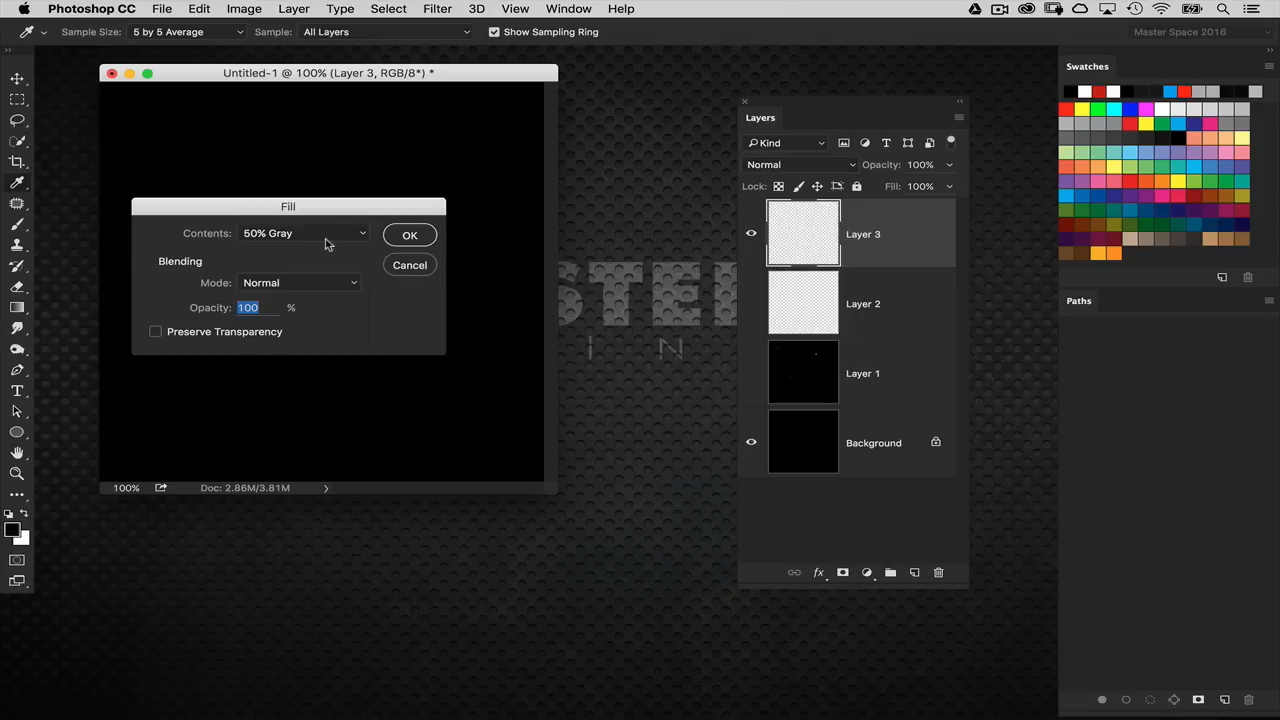 Photoshop CC File Edit Image Layer Type Select Filter 3D View Window Help
Sample Size: 5 by 5 Average Sample: All Layers Show Sampling Ring Master Space 2016
Untitled-1 @ 100% (Layer 3, RGB/8*) *
Fill
Contents: 50% Gray OK
Blending Cancel
Mode: Normal
Opacity: 100 %
Preserve Transparency
100% Doc: 2.86M/3.81M
STE
I N
Layers
Kind
Normal Opacity: 100%
Lock: Fill: 100%
Layer 3
Layer 2
Layer 1
Background
fx
Swatches
Paths